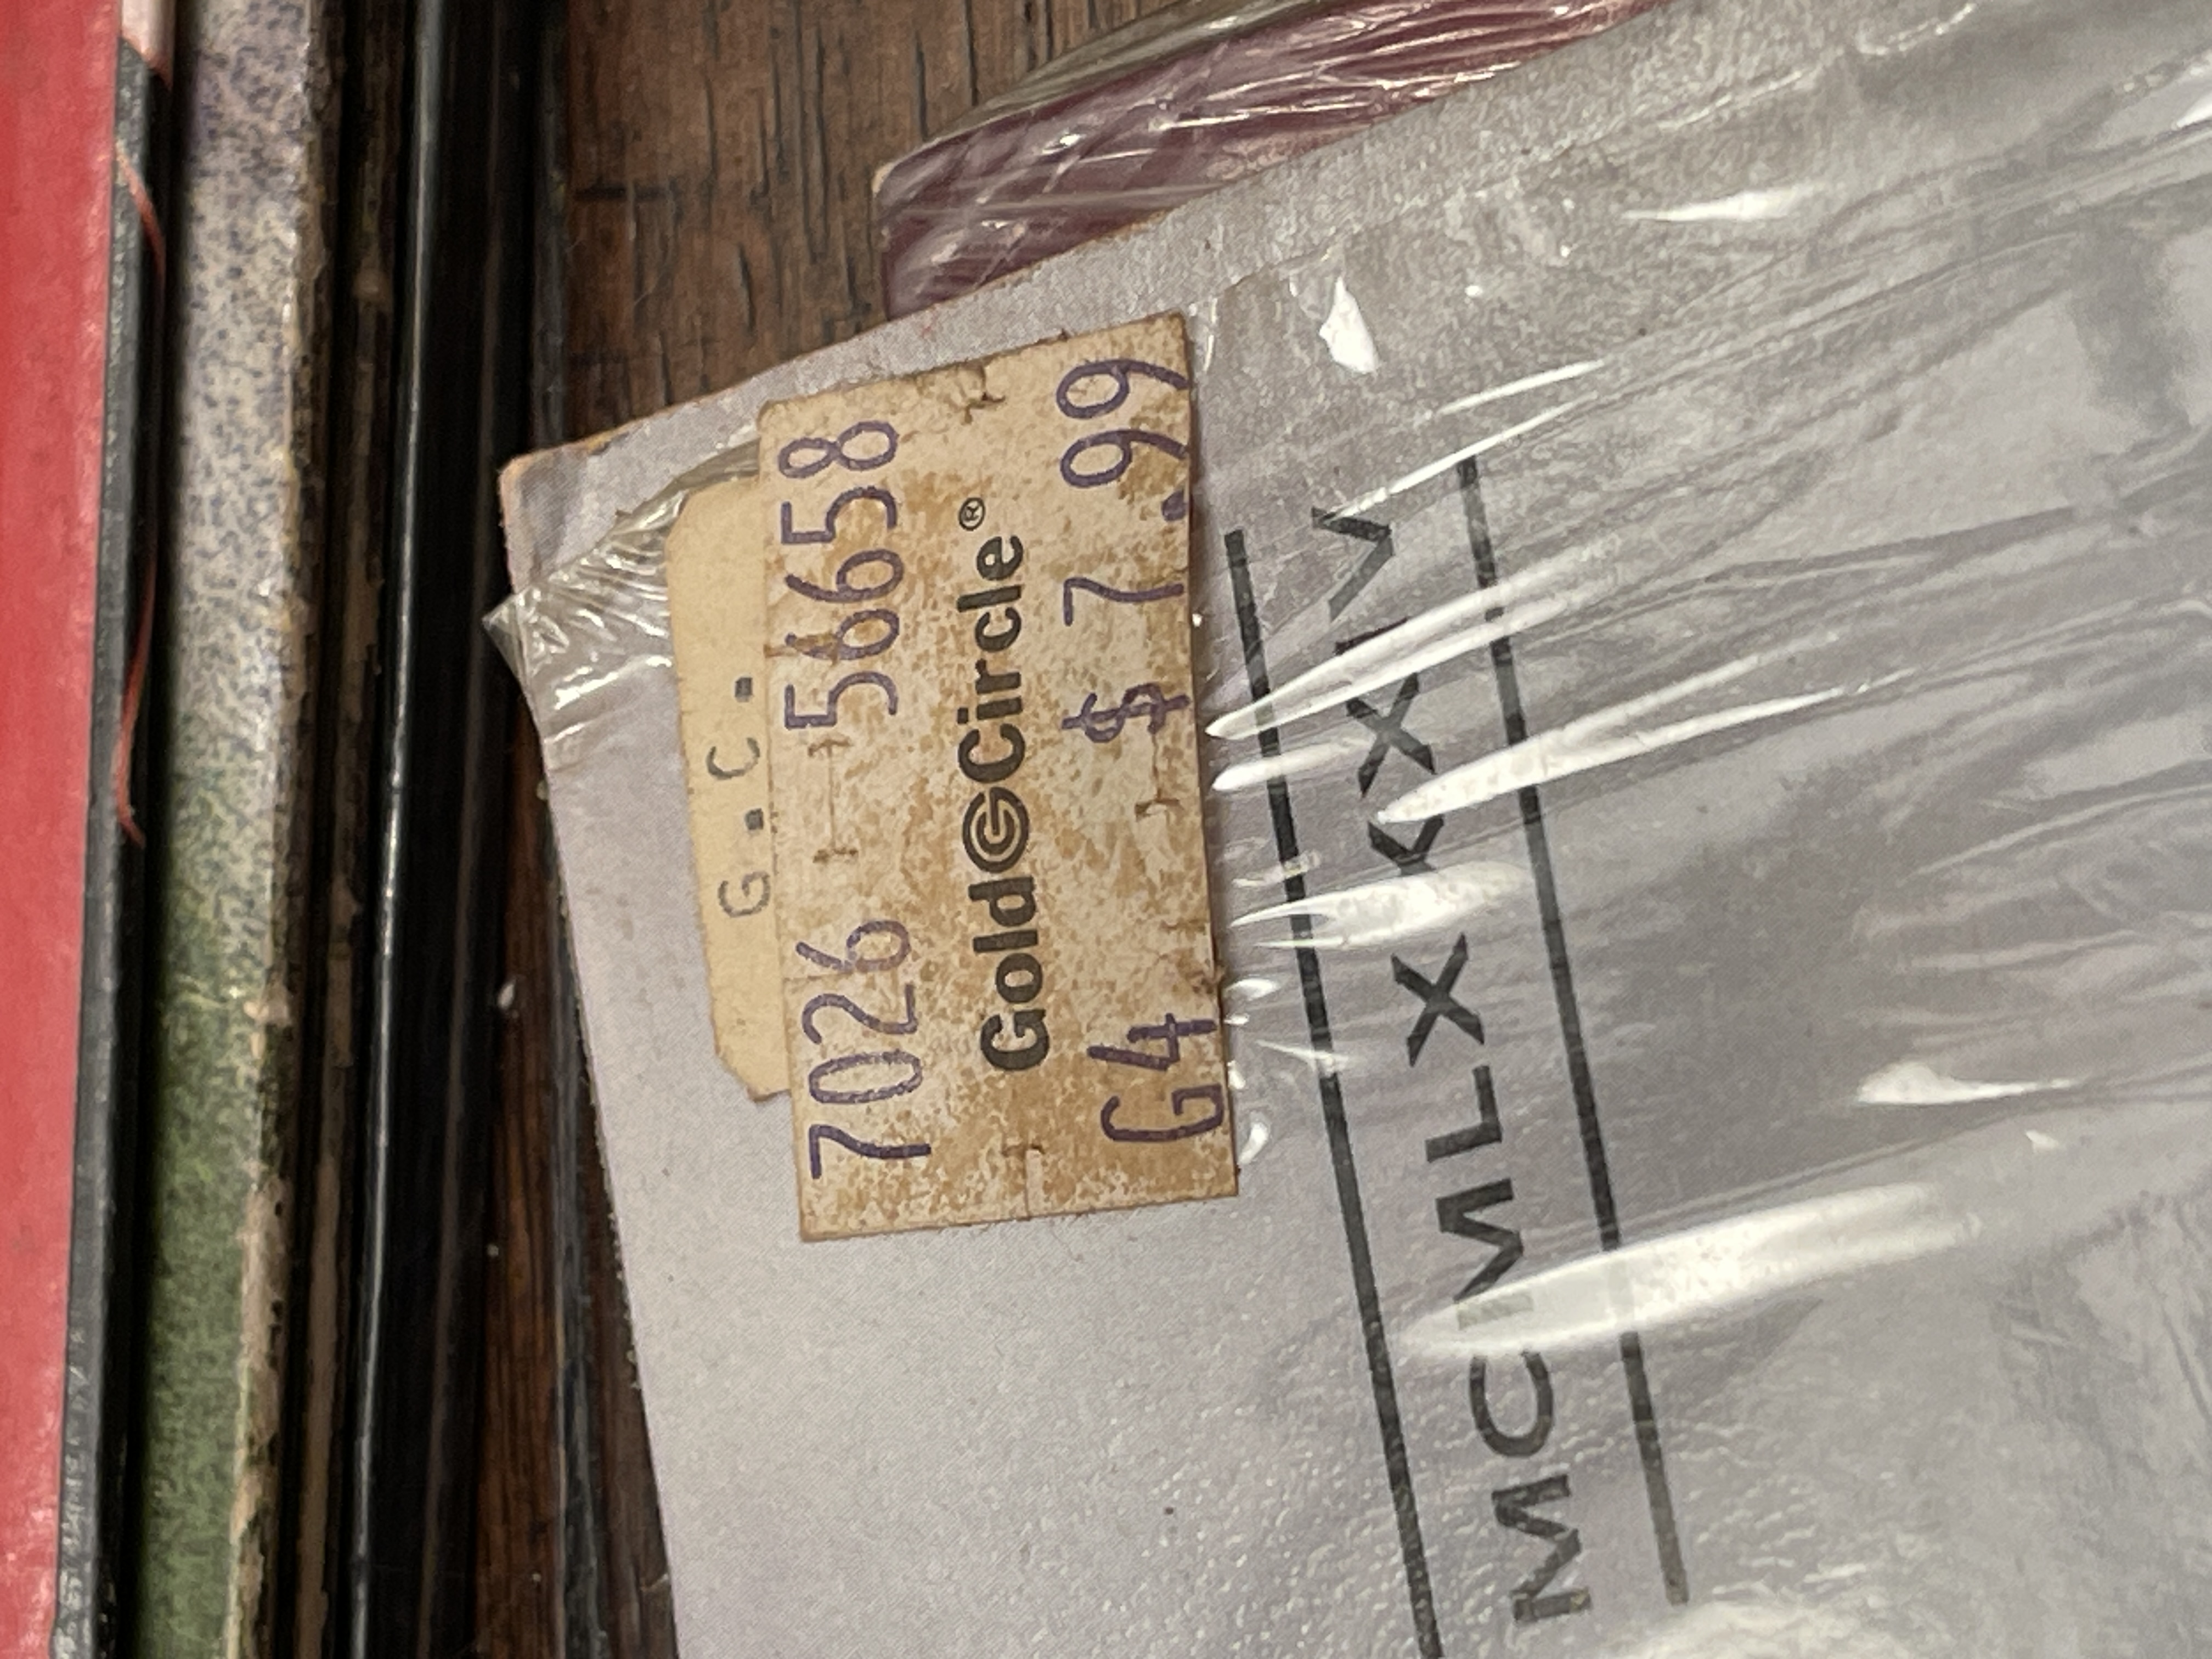 G.C.
7026 56658
Gold G Circle®
G4 $7.99
MCMLXXXIV